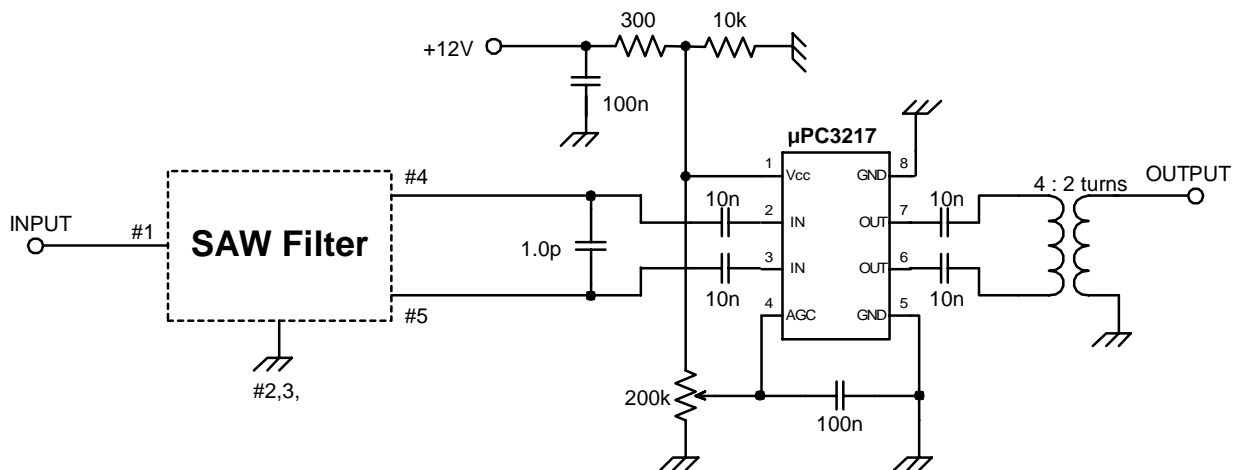 300
10k
+12V
100n
µPC3217
1
Vcc
GND
8
#4
10n
2
IN
OUT
7
10n
4 : 2 turns
OUTPUT
INPUT
#1
SAW Filter
1.0p
3
IN
OUT
6
#5
10n
10n
4
AGC
GND
5
#2,3,
200k
100n